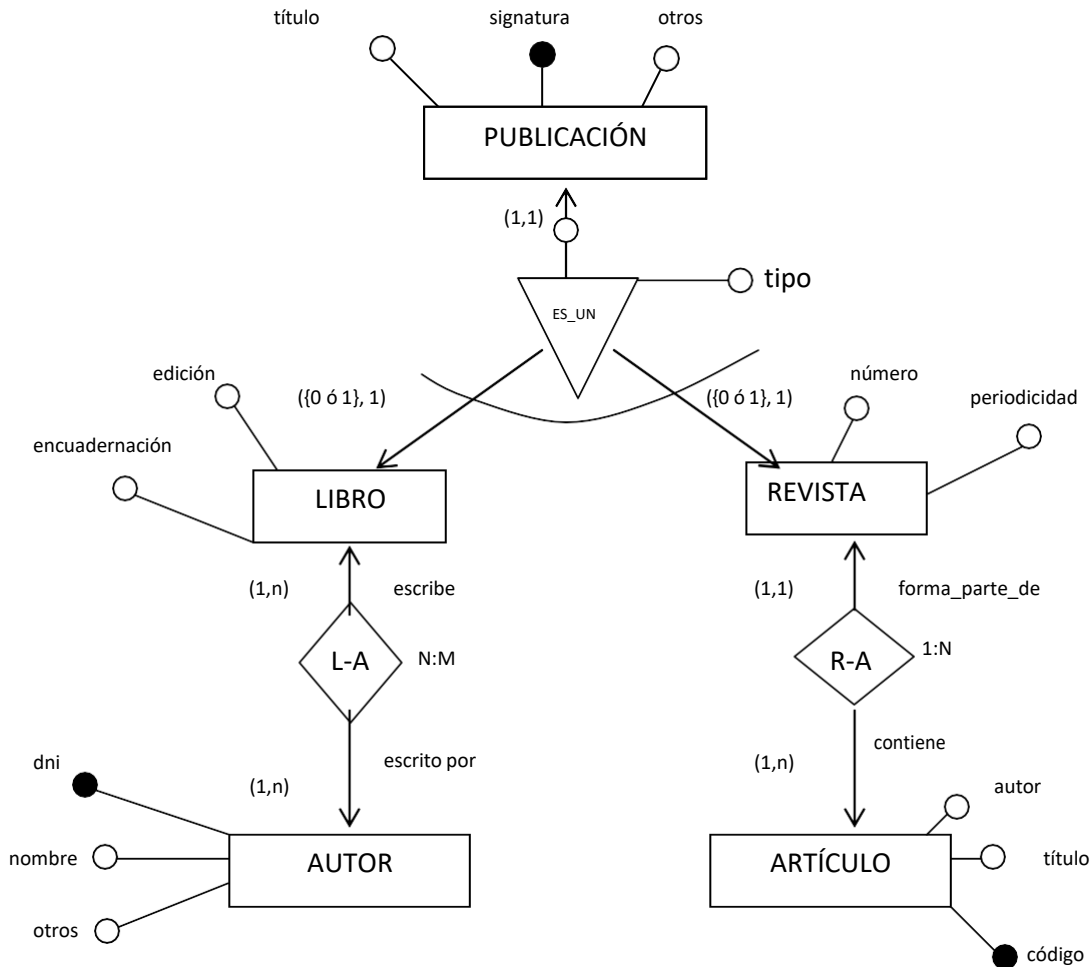 título
signatura
otros
PUBLICACIÓN
(1,1)
tipo
ES_UN
edición
({0 ó 1}, 1)
({0 ó 1}, 1)
número
periodicidad
encuadernación
LIBRO
REVISTA
(1,n)
escribe
(1,1)
forma_parte_de
L-A
N:M
R-A
1:N
dni
(1,n)
escrito por
(1,n)
contiene
autor
nombre
AUTOR
ARTÍCULO
título
otros
código